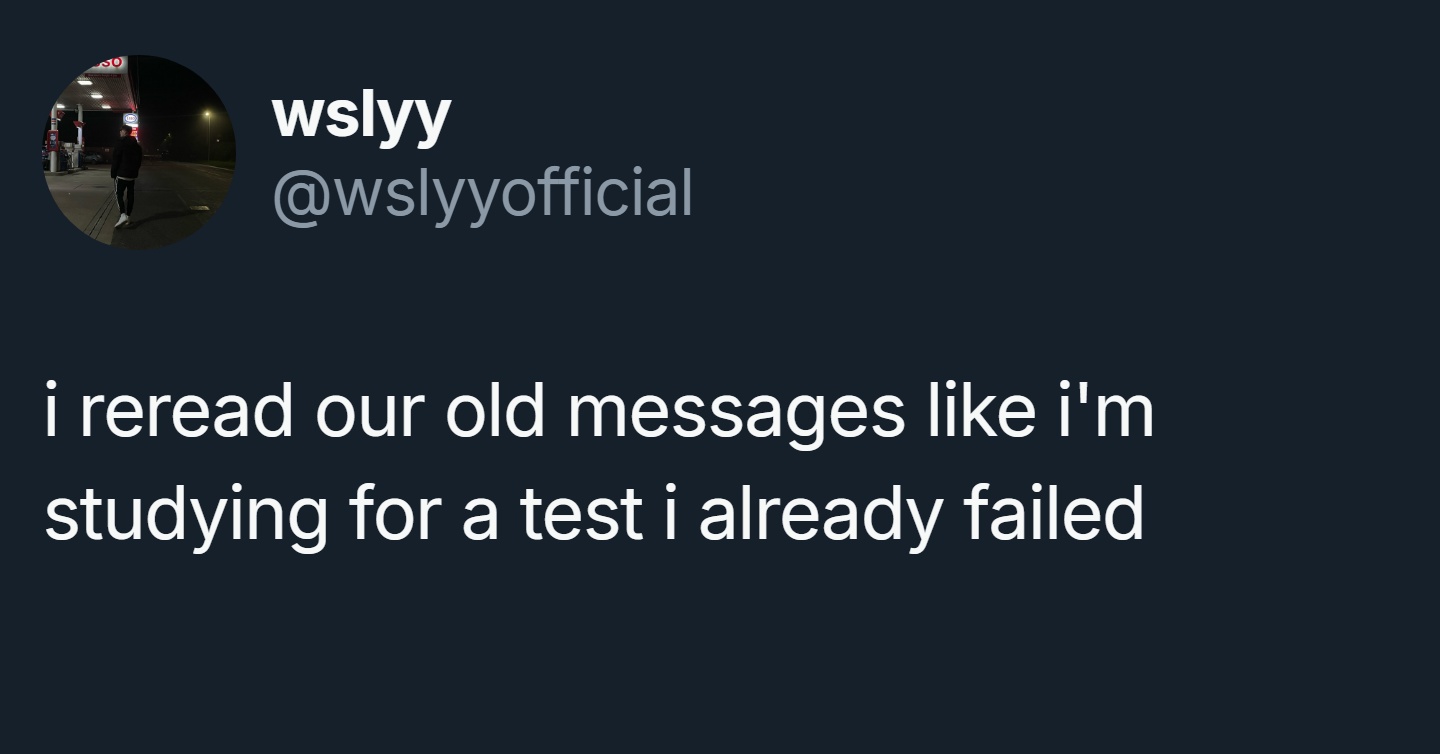 wslyy
@wslyyofficial
i reread our old messages like i'm
studying for a test i already failed